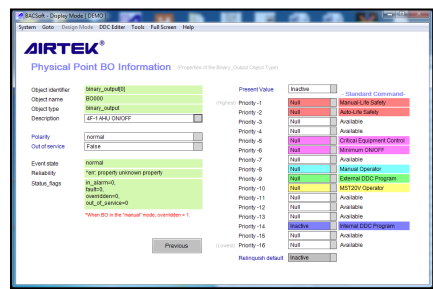 BACSoft - Display Mode [ DEMO ]
System Goto Design Mode DDC Editor Tools Full Screen Help
AIRTEK®
Physical Point BO Information (Properties of the Binary_Output Object Type)
Object identifier binary_output[0]
Object name BO000
Object type binary_output
Description 4F-1 AHU ON/OFF
Polarity normal
Out of service False
Event state normal
Reliability *err: property unknown property
Status_flags in_alarm=0,
fault=0,
overridden=0,
out_of_service=0
*When BO is in the "manual" mode, overridden = 1.
Previous
Present Value Inactive
- Standard Command-
(Highest) Priority -1 Null Manual-Life Safety
Priority -2 Null Auto-Life Safety
Priority -3 Null Available
Priority -4 Null Available
Priority -5 Null Critical Equipment Control
Priority -6 Null Minimum ON/OFF
Priority -7 Null Available
Priority -8 Null Manual Operator
Priority -9 Null External DDC Program
Priority -10 Null MST20V Operator
Priority -11 Null Available
Priority -12 Null Available
Priority -13 Null Available
Priority -14 Inactive Internal DDC Program
Priority -15 Null Available
(Lowest) Priority -16 Null Available
Relinquish default Inactive